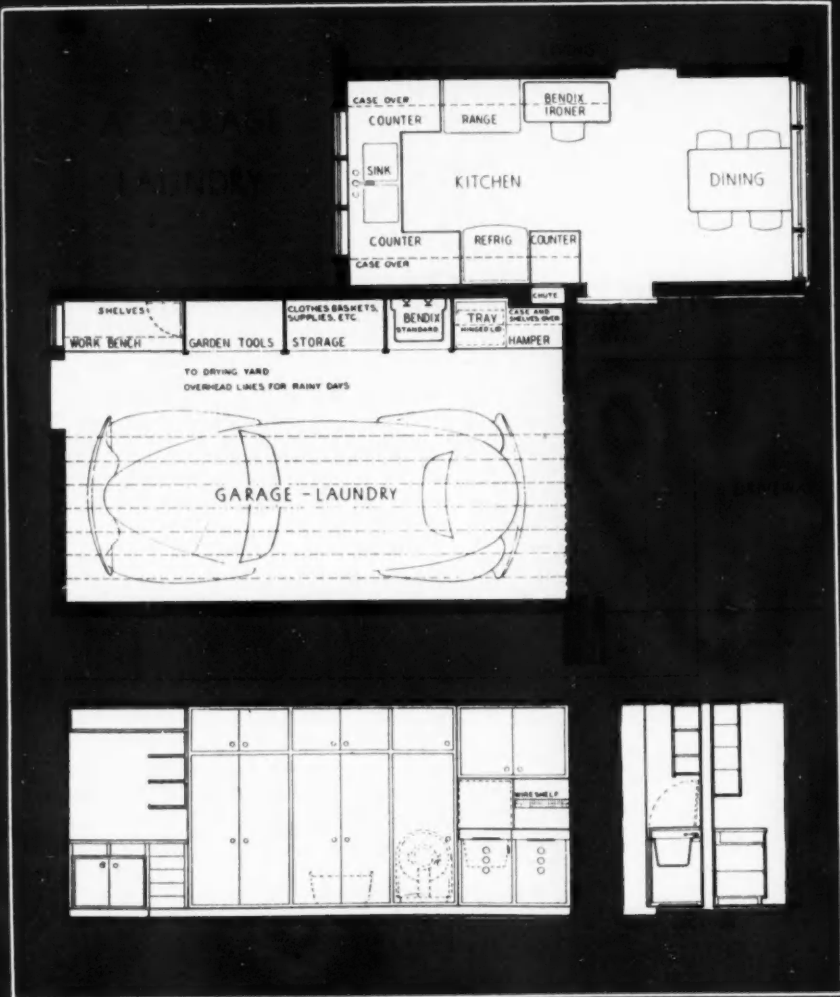 CASE OVER
COUNTER
RANGE
BENDIX
IRONER
SINK
KITCHEN
DINING
COUNTER
REFRIG
COUNTER
CASE OVER
CHUTE
SHELVES
CLOTHES BASKETS,
SUPPLIES, ETC.
BENDIX
STANDARD
TRAY
HINGED LID
CASE AND
SHELVES OVER
WORK BENCH
GARDEN TOOLS
STORAGE
HAMPER
TO DRYING YARD
OVERHEAD LINES FOR RAINY DAYS
GARAGE - LAUNDRY
WIRE SHELF